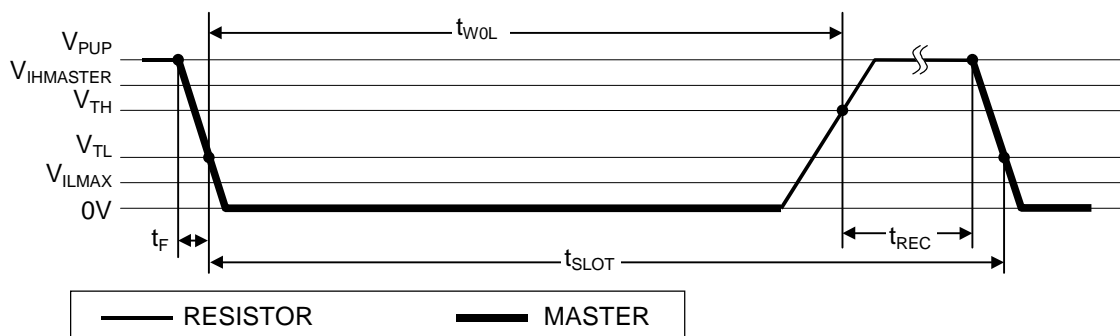 tW0L
VPUP
VIHMASTER
VTH
VTL
VILMAX
0V
tF
tREC
tSLOT
RESISTOR
MASTER